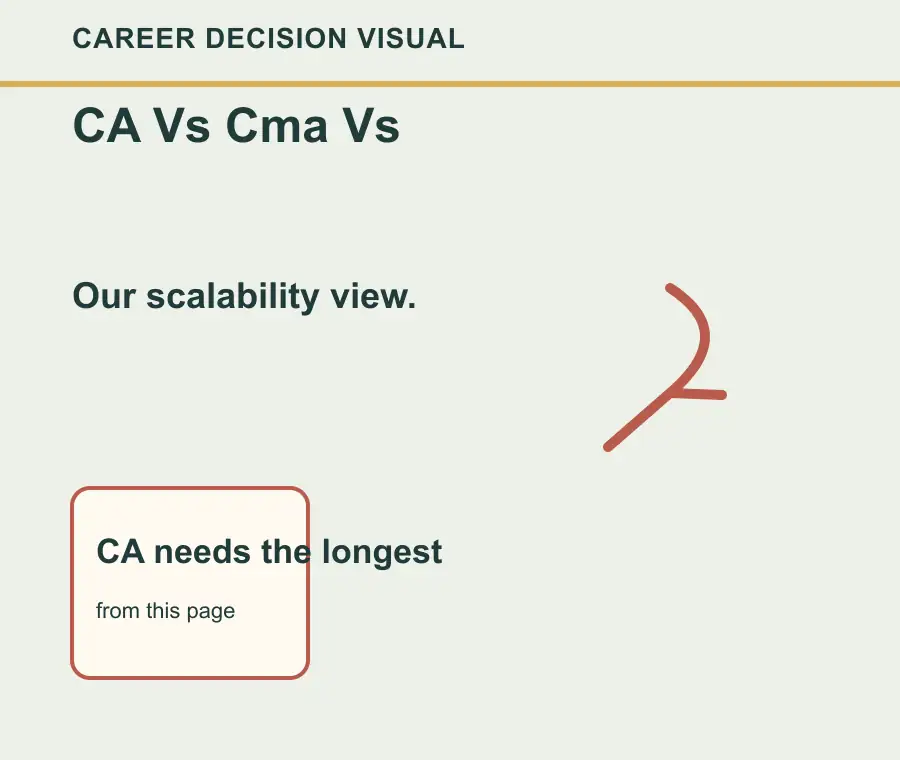 CAREER DECISION VISUAL
CA Vs Cma Vs
Our scalability view.
CA needs the longest
from this page